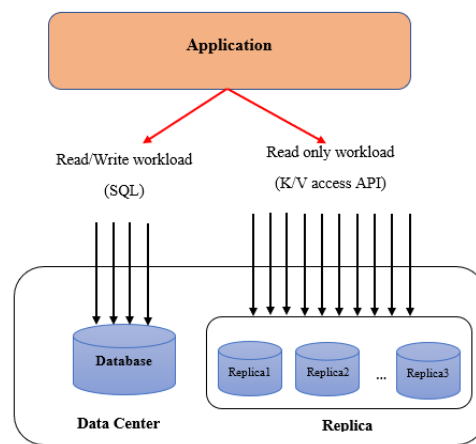 Application
Read/Write workload
(SQL)
Read only workload
(K/V access API)
Database
Replica1
Replica2
...
Replica3
Data Center
Replica